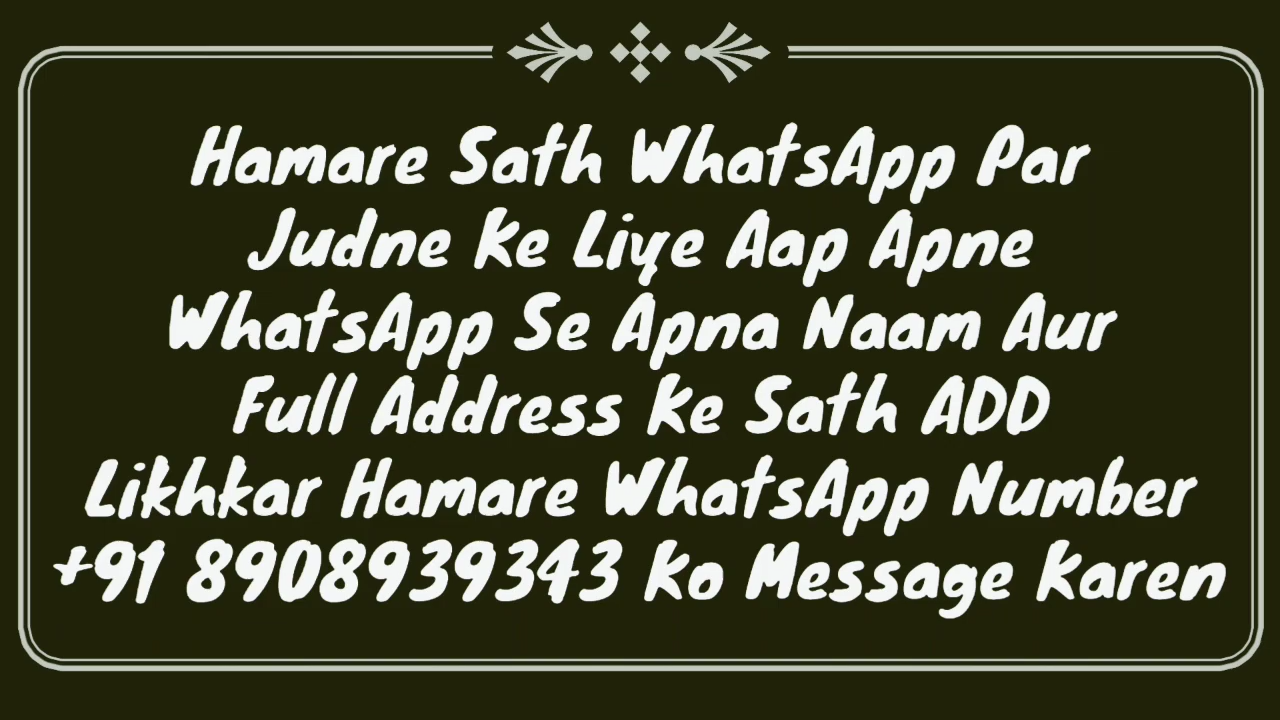 Hamare Sath WhatsApp Par
Judne Ke Liye Aap Apne
WhatsApp Se Apna Naam Aur
Full Address Ke Sath ADD
Likhkar Hamare WhatsApp Number
+91 8908939343 Ko Message Karen